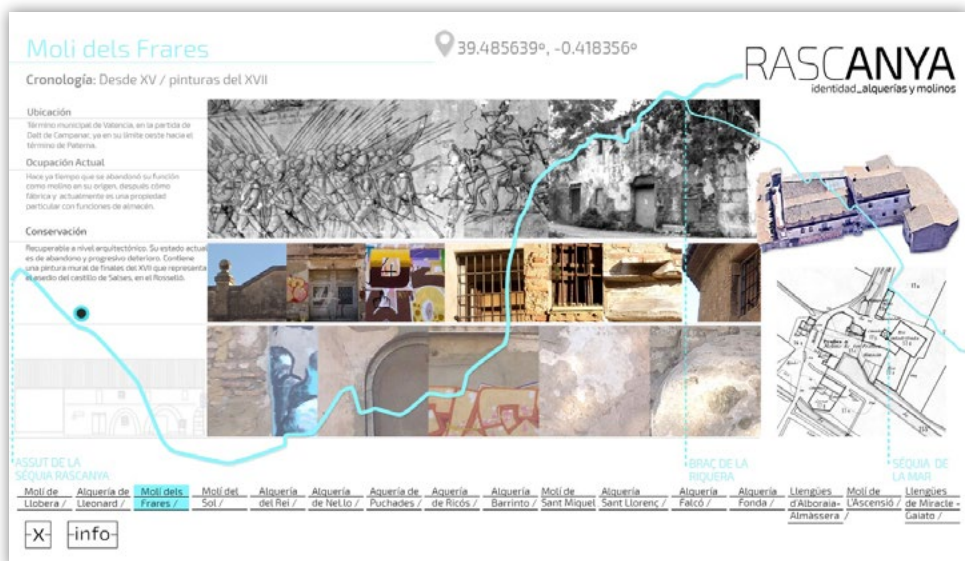 Moli dels Frares
39.485639º, -0.418356º
RASCANYA
identidad_alquerías y molinos
Cronología: Desde XV / pinturas del XVII
Ubicación
Término municipal de Valencia, en la partida de
Dalt de Campanar, ya en su límite oeste hacia el
término de Paterna.
Ocupación Actual
Hace ya tiempo que se abandonó su función
como molino en su origen, después cómo
fábrica y actualmente es una propiedad
particular con funciones de almacén.
Conservación
Recuperable a nivel arquitectónico. Su estado actual
es de abandono y progresivo deterioro. Contiene
una pintura mural de finales del XVII que representa
el asedio del castillo de Salses, en el Rosselló.
ASSUT DE LA
SÉQUIA RASCANYA
BRAÇ DE LA
RIQUERA
SÉQUIA DE
LA MAR
Molí de
Llobera /
Alquería de
Lleonard /
Molí dels
Frares /
Molí del
Sol /
Alquería
del Rei /
Alquería
de Nel.lo /
Aquería de
Puchades /
Aquería
de Ricós /
Alquería
Barrinto /
Molí de
Sant Miquel
Alquería
Sant Llorenç /
Alquería
Falcó /
Alquería
Fonda /
Llengües
d'Alboraia-
Almàssera /
Molí de
L'Ascensió /
Llengües
de Miracle -
Gaiato /
-X-
-info-